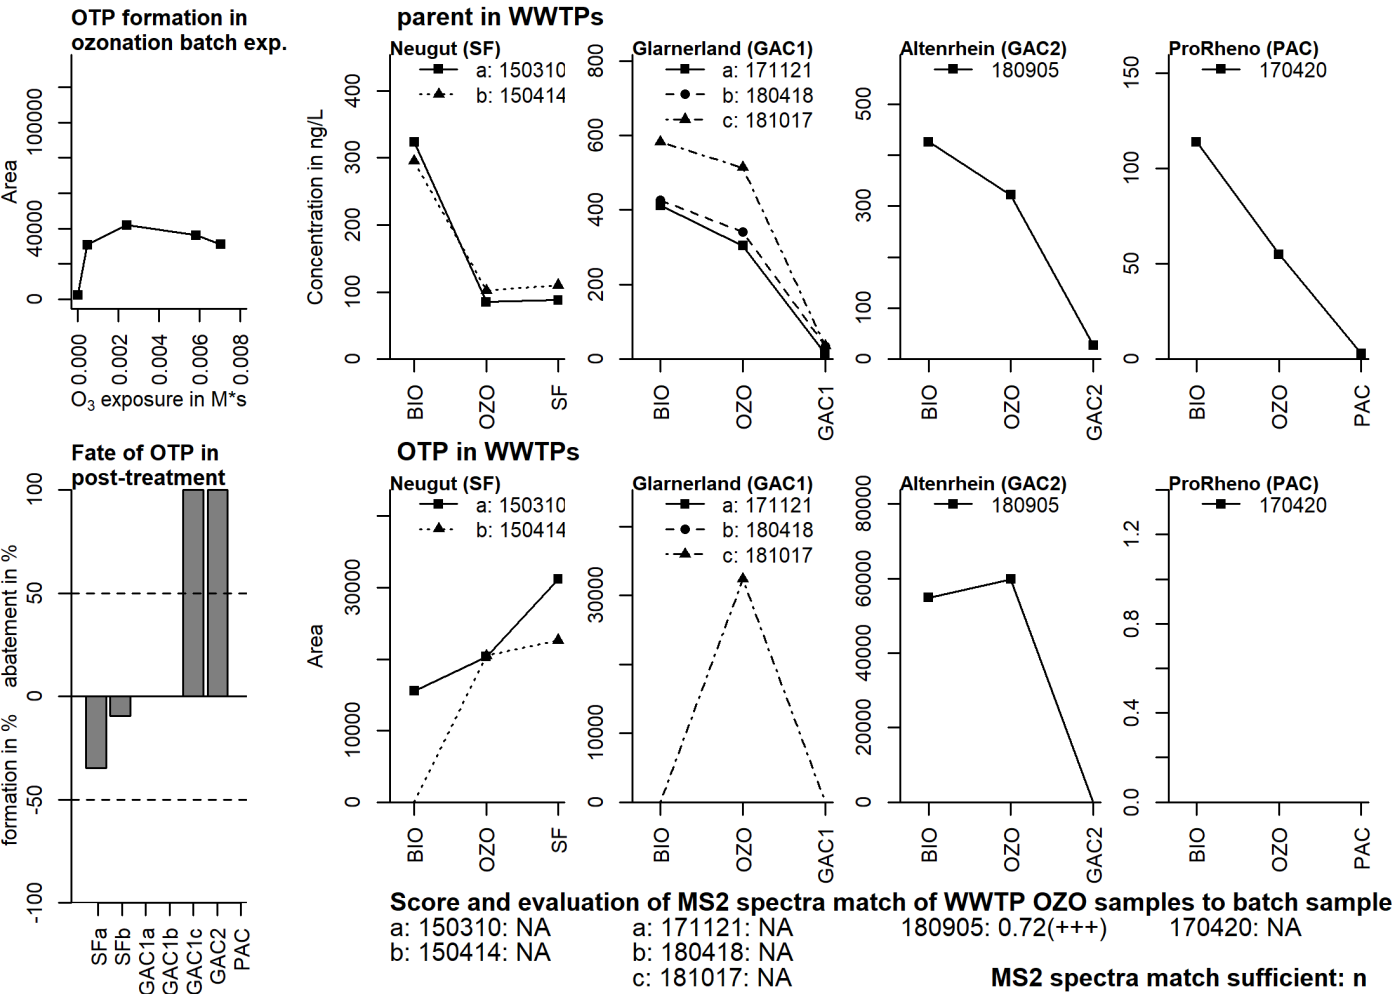 OTP formation in
ozonation batch exp.
Area
0
40000
100000
0.000
0.002
0.004
0.006
0.008
O₃ exposure in M*s
parent in WWTPs
Neugut (SF)
a: 150310
b: 150414
Concentration in ng/L
0
100
200
300
400
BIO
OZO
SF
Glarnerland (GAC1)
a: 171121
b: 180418
c: 181017
0
200
400
600
800
BIO
OZO
GAC1
Altenrhein (GAC2)
180905
0
100
300
500
BIO
OZO
GAC2
ProRheno (PAC)
170420
0
50
100
150
BIO
OZO
PAC
Fate of OTP in
post-treatment
formation in %
abatement in %
-100
-50
0
50
100
SFa
SFb
GAC1a
GAC1b
GAC1c
GAC2
PAC
OTP in WWTPs
Neugut (SF)
a: 150310
b: 150414
Area
0
10000
30000
BIO
OZO
SF
Glarnerland (GAC1)
a: 171121
b: 180418
c: 181017
0
10000
30000
BIO
OZO
GAC1
Altenrhein (GAC2)
180905
0
20000
40000
60000
80000
BIO
OZO
GAC2
ProRheno (PAC)
170420
0.0
0.4
0.8
1.2
BIO
OZO
PAC
Score and evaluation of MS2 spectra match of WWTP OZO samples to batch sample
a: 150310: NA
b: 150414: NA
a: 171121: NA
b: 180418: NA
c: 181017: NA
180905: 0.72(+++)
170420: NA
MS2 spectra match sufficient: n